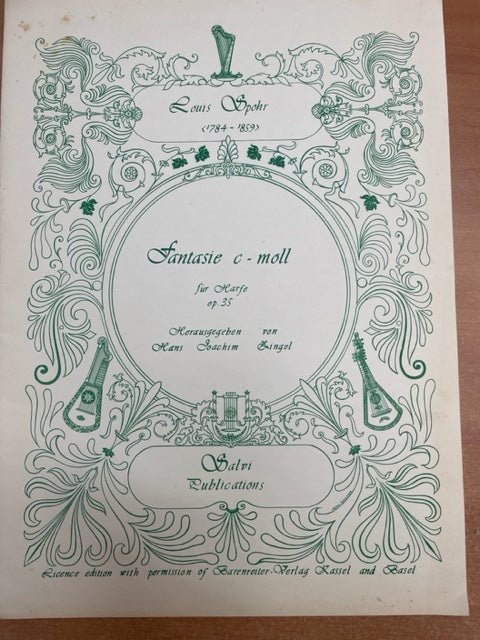 Louis Spohr
<1784-1859>
Fantasie c-moll
für Harfe
op. 35
Herausgegeben von
Hans Joachim Zingel
Salvi
Publications
Licence edition with permission of Bärenreiter-Verlag Kassel and Basel